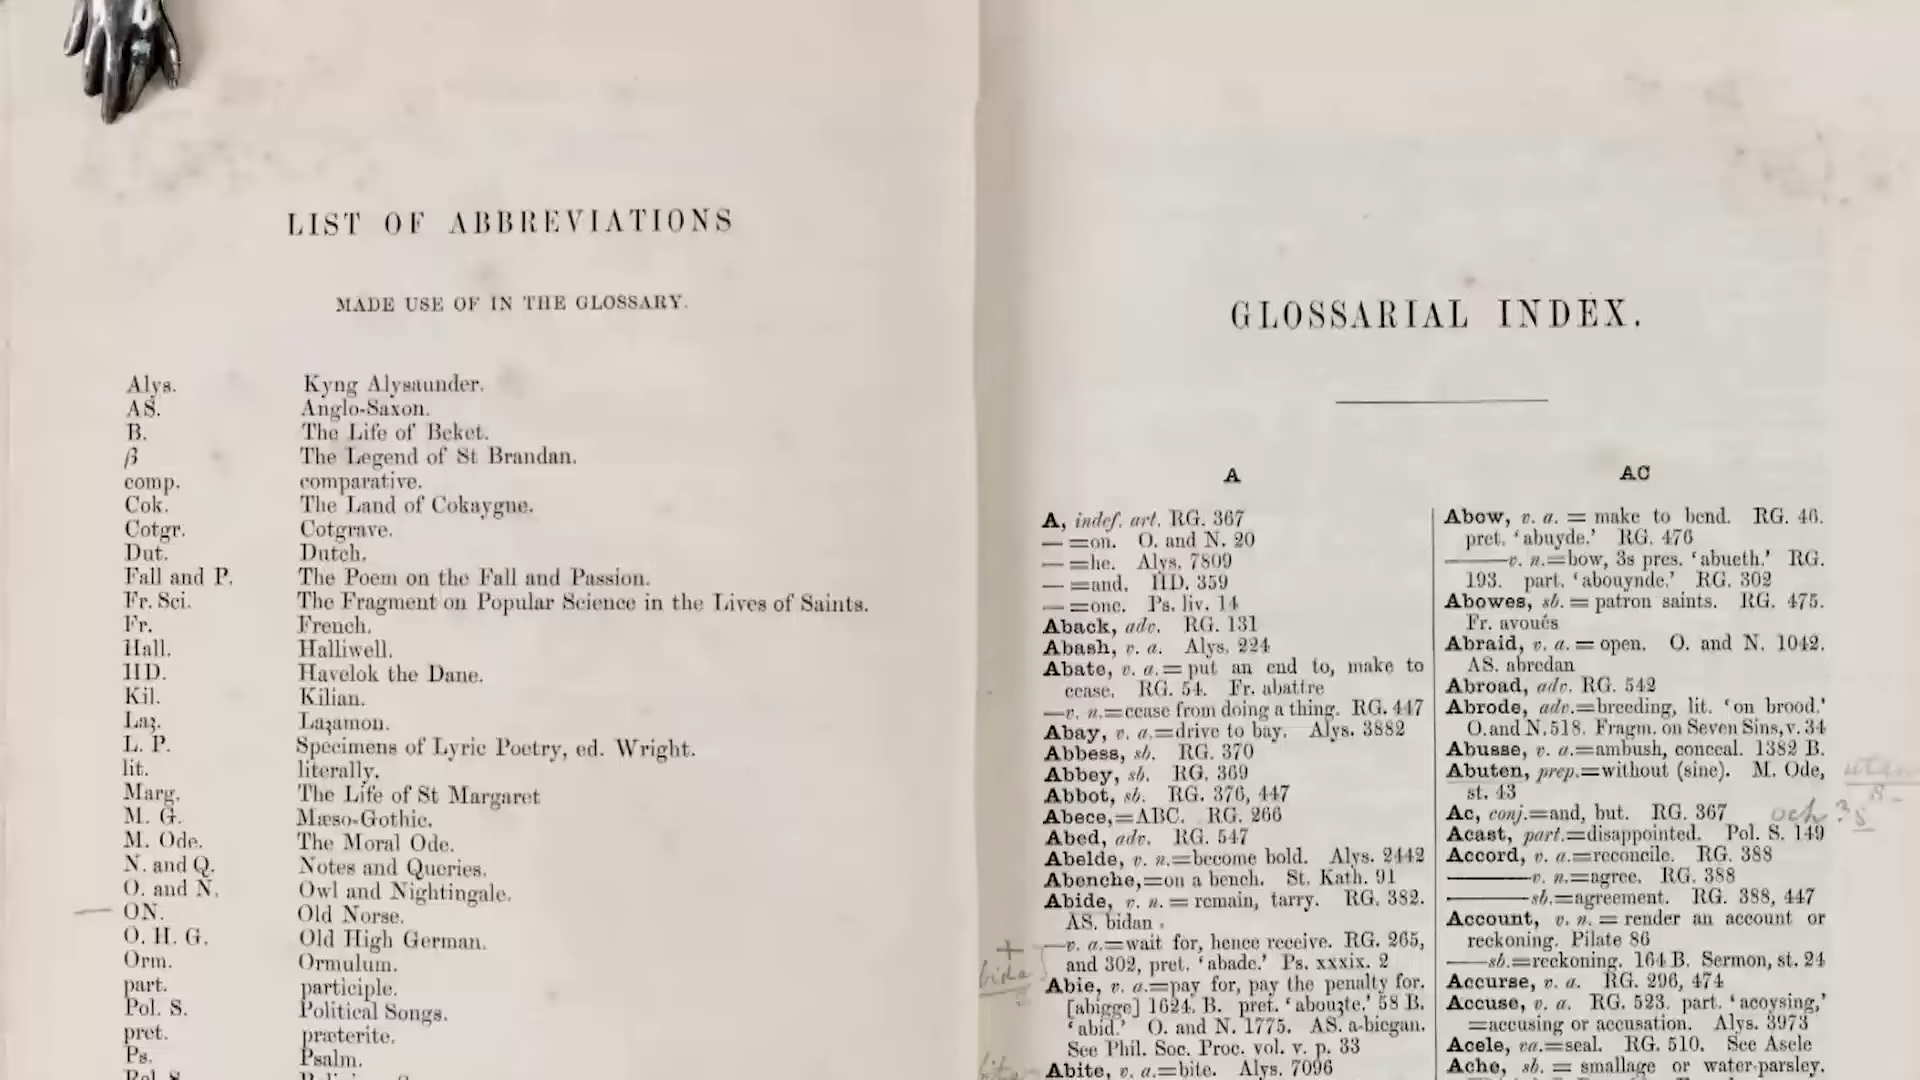 LIST OF ABBREVIATIONS
MADE USE OF IN THE GLOSSARY.
Alys. Kyng Alysaunder.
AS. Anglo-Saxon.
B. The Life of Beket.
β The Legend of St Brandan.
comp. comparative.
Cok. The Land of Cokaygne.
Cotgr. Cotgrave.
Dut. Dutch.
Fall and P. The Poem on the Fall and Passion.
Fr. Sci. The Fragment on Popular Science in the Lives of Saints.
Fr. French.
Hall. Halliwell.
HD. Havelok the Dane.
Kil. Kilian.
Laȝ. Laȝamon.
L. P. Specimens of Lyric Poetry, ed. Wright.
lit. literally.
Marg. The Life of St Margaret
M. G. Mæso-Gothic.
M. Ode. The Moral Ode.
N. and Q. Notes and Queries.
O. and N. Owl and Nightingale.
ON. Old Norse.
O. H. G. Old High German.
Orm. Ormulum.
part. participle.
Pol. S. Political Songs.
pret. præterite.
Ps. Psalm.
GLOSSARIAL INDEX.
A
A, indef. art. RG. 367
— =on. O. and N. 20
— =he. Alys. 7809
— =and. HD. 359
— =one. Ps. liv. 14
Aback, adv. RG. 131
Abash, v. a. Alys. 224
Abate, v. a.= put an end to, make to
cease. RG. 54. Fr. abattre
—v. n.=cease from doing a thing. RG. 447
Abay, v. a.=drive to bay. Alys. 3882
Abbess, sb. RG. 370
Abbey, sb. RG. 369
Abbot, sb. RG. 376, 447
Abece,=ABC. RG. 266
Abed, adv. RG. 547
Abelde, v. n.=become bold. Alys. 2442
Abenche,=on a bench. St. Kath. 91
Abide, v. n. = remain, tarry. RG. 382.
AS. bidan
—v. a.=wait for, hence receive. RG. 265,
and 302, pret. ‘abade.’ Ps. xxxix. 2
Abie, v. a.=pay for, pay the penalty for.
[abigge] 1624. B. pret. ‘abouȝte.’ 58 B.
‘abid.’ O. and N. 1775. AS. a-biegan.
See Phil. Soc. Proc. vol. v. p. 33
Abite, v. a.=bite. Alys. 7096
AC
Abow, v. a. = make to bend. RG. 46.
pret. ‘abuyde.’ RG. 476
——v. n.=bow, 3s pres. ‘abueth.’ RG.
193. part. ‘abouynde.’ RG. 302
Abowes, sb. = patron saints. RG. 475.
Fr. avoués
Abraid, v. a. = open. O. and N. 1042.
AS. abredan
Abroad, adv. RG. 542
Abrode, adv.=breeding, lit. ‘on brood.’
O. and N. 518. Fragm. on Seven Sins, v. 34
Abusse, v. a.=ambush, conceal. 1382 B.
Abuten, prep.=without (sine). M. Ode,
st. 43
Ac, conj.=and, but. RG. 367 och
Acast, part.=disappointed. Pol. S. 149
Accord, v. a.=reconcile. RG. 388
——v. n.=agree. RG. 388
——sb.=agreement. RG. 388, 447
Account, v. n. = render an account or
reckoning. Pilate 86
——sb.=reckoning. 164 B. Sermon, st. 24
Accurse, v. a. RG. 296, 474
Accuse, v. a. RG. 523. part. ‘acoysing,’
=accusing or accusation. Alys. 3973
Acele, va.=seal. RG. 510. See Asele
Ache, sb. = smallage or water-parsley.